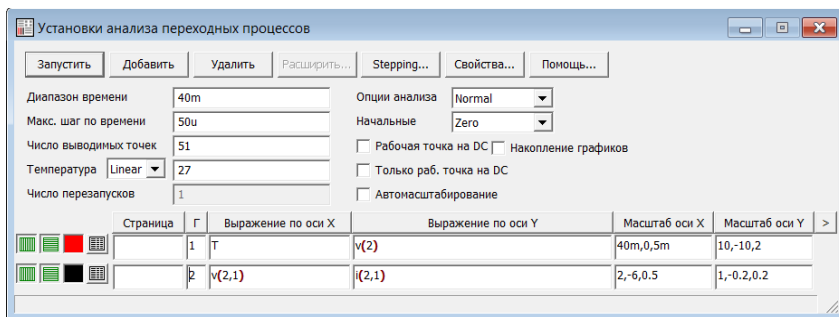 Установки анализа переходных процессов
Запустить Добавить Удалить Расширить... Stepping... Свойства... Помощь...
Диапазон времени 40m Опции анализа Normal
Макс. шаг по времени 50u Начальные Zero
Число выводимых точек 51 Рабочая точка на DC Накопление графиков
Температура Linear 27 Только раб. точка на DC
Число перезапусков 1 Автомасштабирование
Страница Г Выражение по оси X Выражение по оси Y Масштаб оси X Масштаб оси Y >
1 T v(2) 40m,0,5m 10,-10,2
2 v(2,1) i(2,1) 2,-6,0.5 1,-0.2,0.2